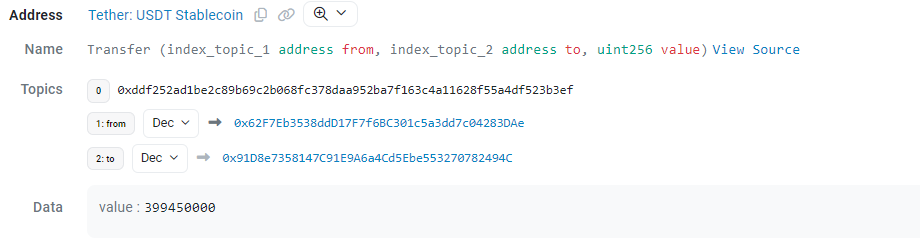 Address Tether: USDT Stablecoin
Name Transfer (index_topic_1 address from, index_topic_2 address to, uint256 value) View Source
Topics 0 0xddf252ad1be2c89b69c2b068fc378daa952ba7f163c4a11628f55a4df523b3ef
1: from Dec 0x62F7Eb3538ddD17F7f6BC301c5a3dd7c04283DAe
2: to Dec 0x91D8e7358147C91E9A6a4Cd5Ebe553270782494C
Data value : 399450000